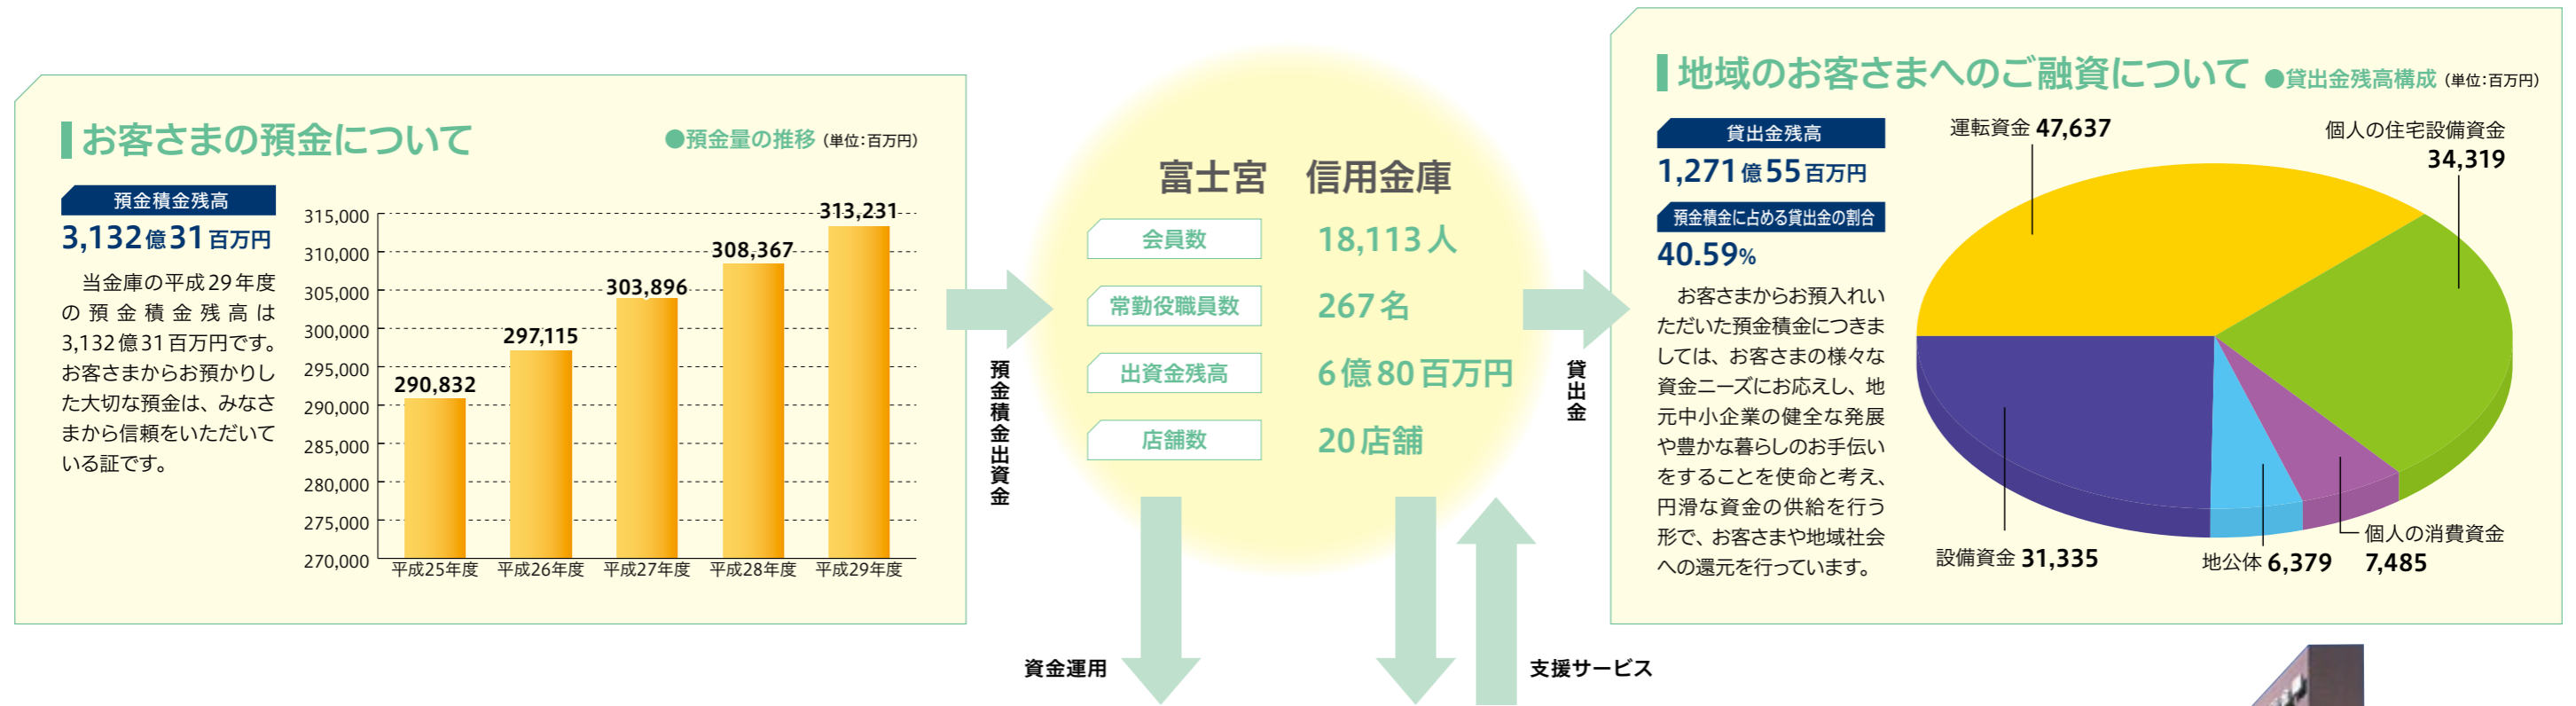 お客さまの預金について
●預金量の推移（単位：百万円）
預金積金残高
3,132億31百万円
当金庫の平成29年度
の預金積金残高は
3,132億31百万円です。
お客さまからお預かりし
た大切な預金は、みなさ
まから信頼をいただいて
いる証です。
315,000
310,000
305,000
300,000
295,000
290,000
285,000
280,000
275,000
270,000
290,832
297,115
303,896
308,367
313,231
平成25年度 平成26年度 平成27年度 平成28年度 平成29年度
預金積金出資金
富士宮 信用金庫
会員数 18,113人
常勤役職員数 267名
出資金残高 6億80百万円
店舗数 20店舗
資金運用
支援サービス
貸出金
地域のお客さまへのご融資について ●貸出金残高構成（単位：百万円）
貸出金残高
1,271億55百万円
預金積金に占める貸出金の割合
40.59%
お客さまからお預入れい
ただいた預金積金につきま
しては、お客さまの様々な
資金ニーズにお応えし、地
元中小企業の健全な発展
や豊かな暮らしのお手伝い
をすることを使命と考え、
円滑な資金の供給を行う
形で、お客さまや地域社会
への還元を行っています。
運転資金 47,637
個人の住宅設備資金
34,319
設備資金 31,335
地公体 6,379
個人の消費資金
7,485